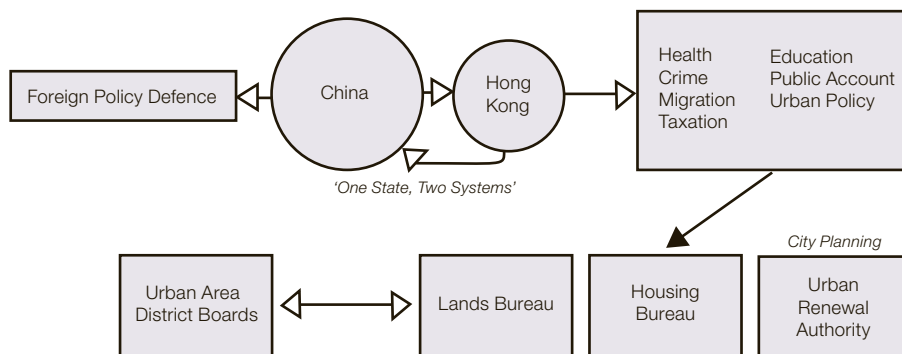 Foreign Policy Defence
China
Hong
Kong
Health
Crime
Migration
Taxation
Education
Public Account
Urban Policy
'One State, Two Systems'
City Planning
Urban Area
District Boards
Lands Bureau
Housing
Bureau
Urban
Renewal
Authority